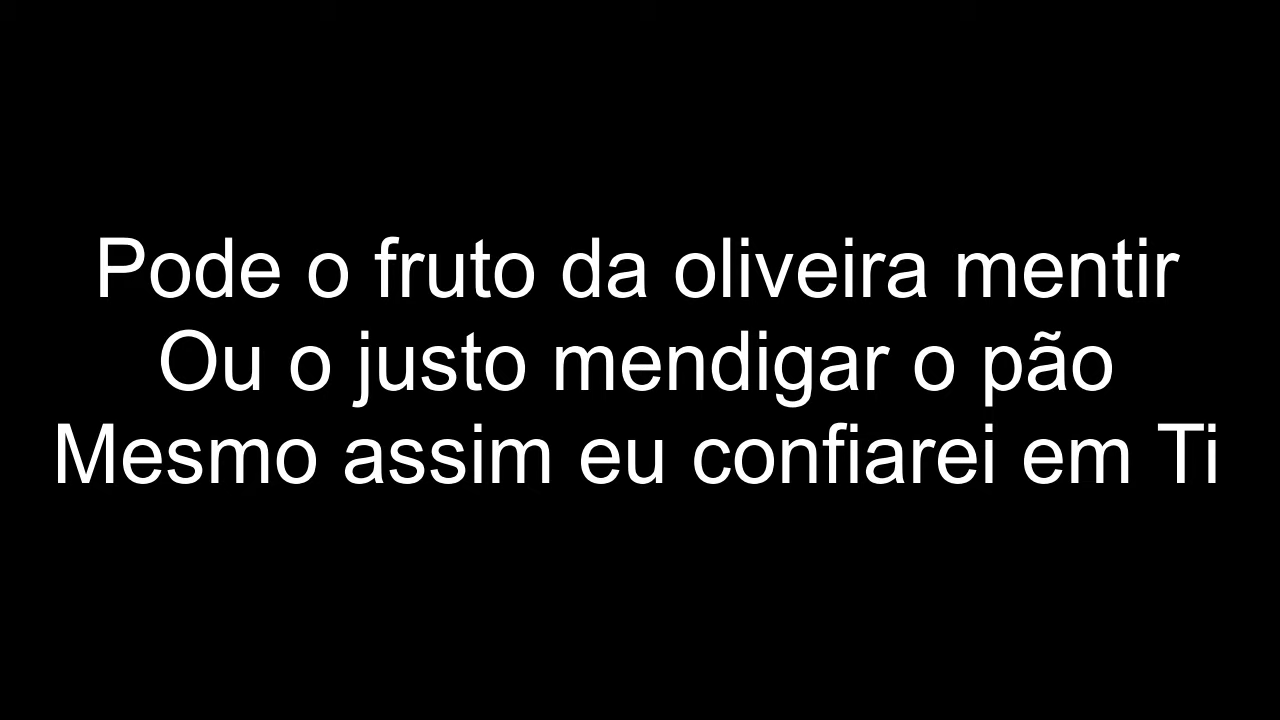 Pode o fruto da oliveira mentir
Ou o justo mendigar o pão
Mesmo assim eu confiarei em Ti